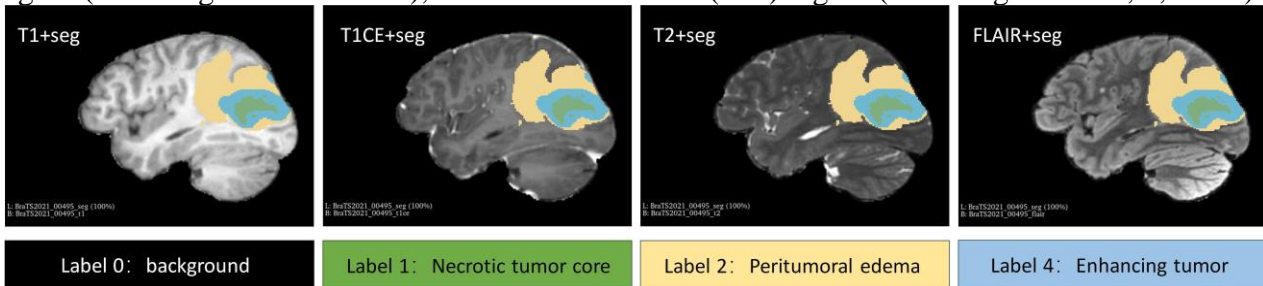 T1+seg
T1CE+seg
T2+seg
FLAIR+seg
L: BraTS2021_00495_seg (100%)
B: BraTS2021_00495_t1
L: BraTS2021_00495_seg (100%)
B: BraTS2021_00495_t1ce
L: BraTS2021_00495_seg (100%)
B: BraTS2021_00495_t2
L: BraTS2021_00495_seg (100%)
B: BraTS2021_00495_flair
Label 0: background
Label 1: Necrotic tumor core
Label 2: Peritumoral edema
Label 4: Enhancing tumor